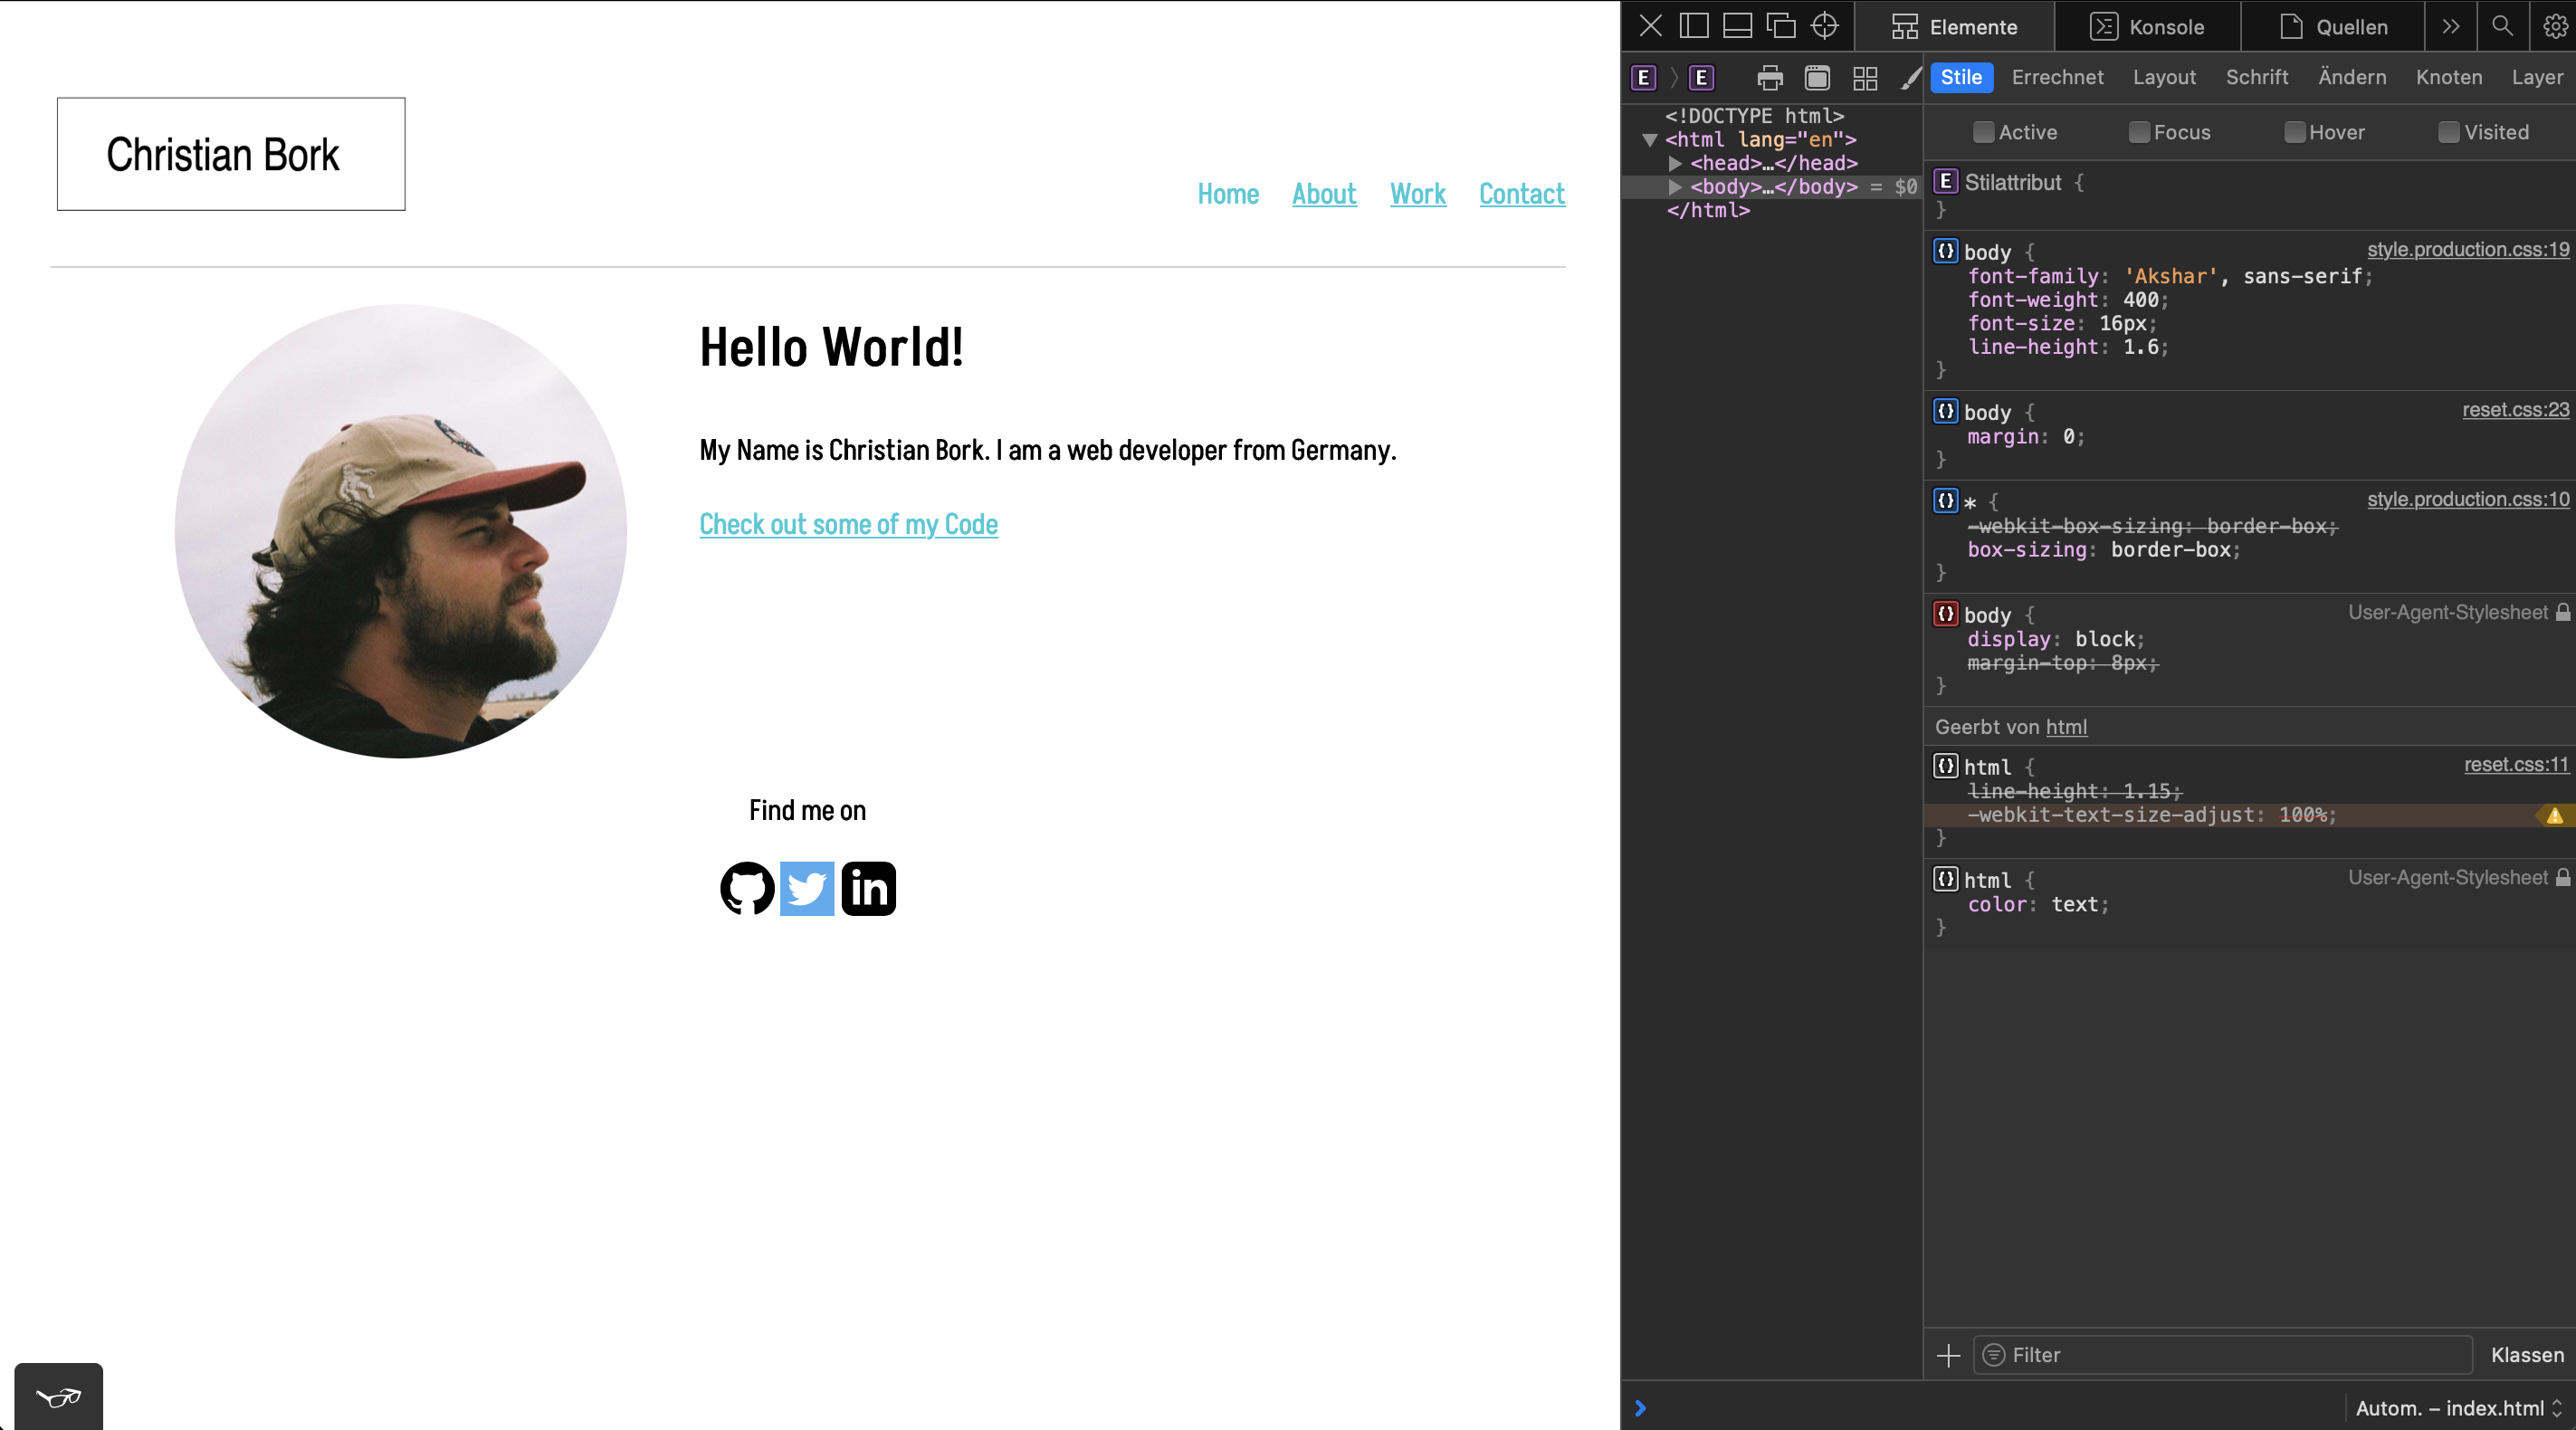 Christian Bork
Home About Work Contact
Hello World!
My Name is Christian Bork. I am a web developer from Germany.
Check out some of my Code
Find me on
in
Elemente Konsole Quellen
E E
Stile Errechnet Layout Schrift Ändern Knoten Layer
<!DOCTYPE html>
<html lang="en">
<head>…</head>
<body>…</body> = $0
</html>
Active Focus Hover Visited
E Stilattribut {
}
body { style.production.css:19
font-family: 'Akshar', sans-serif;
font-weight: 400;
font-size: 16px;
line-height: 1.6;
}
body { reset.css:23
margin: 0;
}
* { style.production.css:10
-webkit-box-sizing: border-box;
box-sizing: border-box;
}
body { User-Agent-Stylesheet
display: block;
margin-top: 8px;
}
Geerbt von html
html { reset.css:11
line-height: 1.15;
-webkit-text-size-adjust: 100%;
}
html { User-Agent-Stylesheet
color: text;
}
Filter Klassen
Autom. – index.html